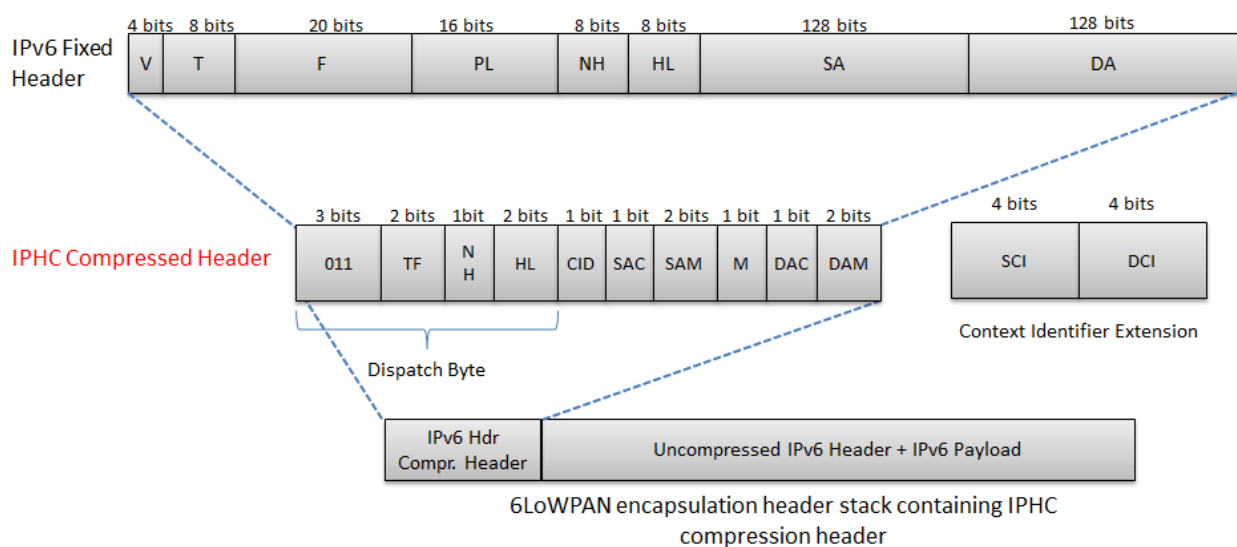 4 bits 8 bits 20 bits 16 bits 8 bits 8 bits 128 bits 128 bits
IPv6 Fixed
Header
V T F PL NH HL SA DA
3 bits 2 bits 1bit 2 bits 1 bit 1 bit 2 bits 1 bit 1 bit 2 bits
4 bits 4 bits
IPHC Compressed Header
011 TF N
H HL CID SAC SAM M DAC DAM
SCI DCI
Context Identifier Extension
Dispatch Byte
IPv6 Hdr
Compr. Header
Uncompressed IPv6 Header + IPv6 Payload
6LoWPAN encapsulation header stack containing IPHC
compression header